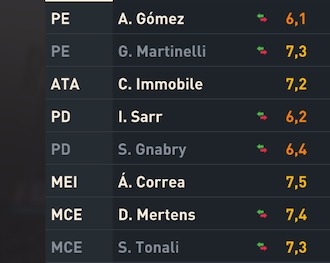 PE A. Gómez 6,1
PE G. Martinelli 7,3
ATA C. Immobile 7,2
PD I. Sarr 6,2
PD S. Gnabry 6,4
MEI Á. Correa 7,5
MCE D. Mertens 7,4
MCE S. Tonali 7,3